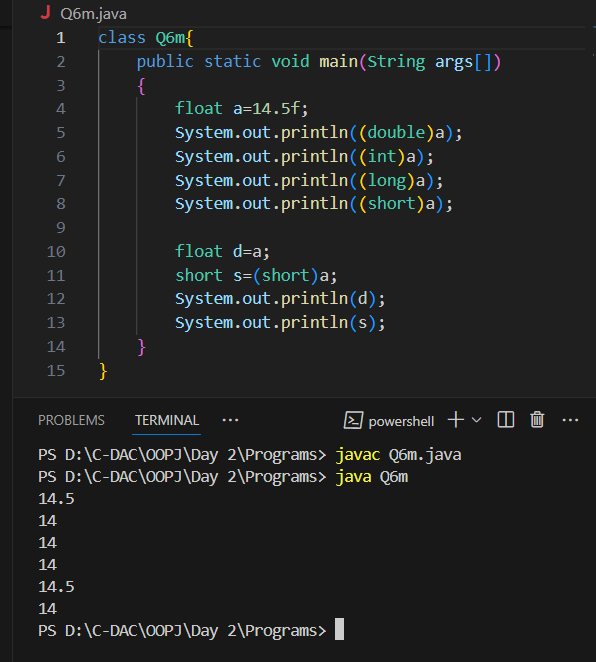 J Q6m.java
1 class Q6m{
2 public static void main(String args[])
3 {
4 float a=14.5f;
5 System.out.println((double)a);
6 System.out.println((int)a);
7 System.out.println((long)a);
8 System.out.println((short)a);
9
10 float d=a;
11 short s=(short)a;
12 System.out.println(d);
13 System.out.println(s);
14 }
15 }
PROBLEMS TERMINAL ··· powershell ···
PS D:\C-DAC\OOPJ\Day 2\Programs> javac Q6m.java
PS D:\C-DAC\OOPJ\Day 2\Programs> java Q6m
14.5
14
14
14
14.5
14
PS D:\C-DAC\OOPJ\Day 2\Programs>